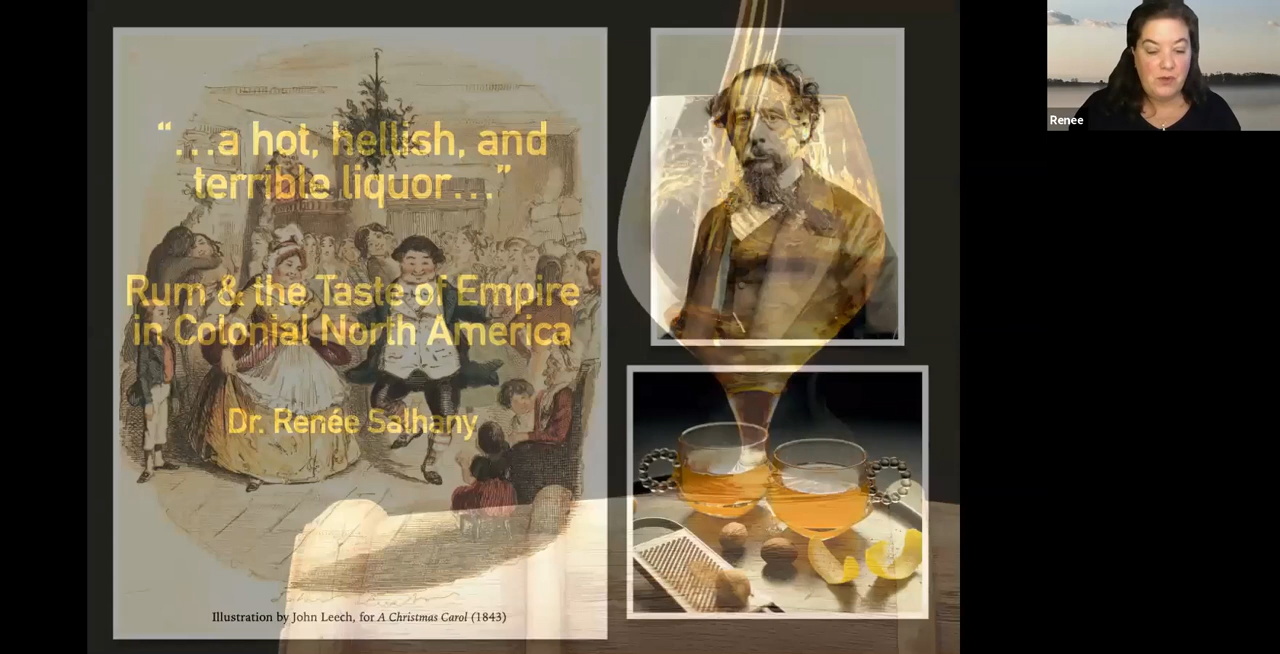 “...a hot, hellish, and
terrible liquor...”
Rum & the Taste of Empire
in Colonial North America
Dr. Renée Salhany
Illustration by John Leech, for A Christmas Carol (1843)
Renee